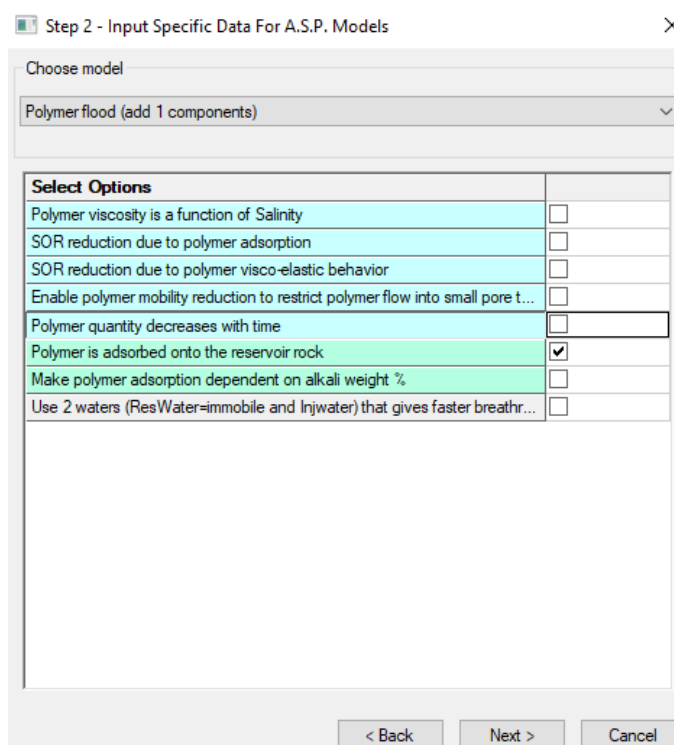 Step 2 - Input Specific Data For A.S.P. Models
Choose model
Polymer flood (add 1 components)
Select Options
Polymer viscosity is a function of Salinity
SOR reduction due to polymer adsorption
SOR reduction due to polymer visco-elastic behavior
Enable polymer mobility reduction to restrict polymer flow into small pore t...
Polymer quantity decreases with time
Polymer is adsorbed onto the reservoir rock
Make polymer adsorption dependent on alkali weight %
Use 2 waters (ResWater=immobile and Injwater) that gives faster breathr...
< Back Next > Cancel